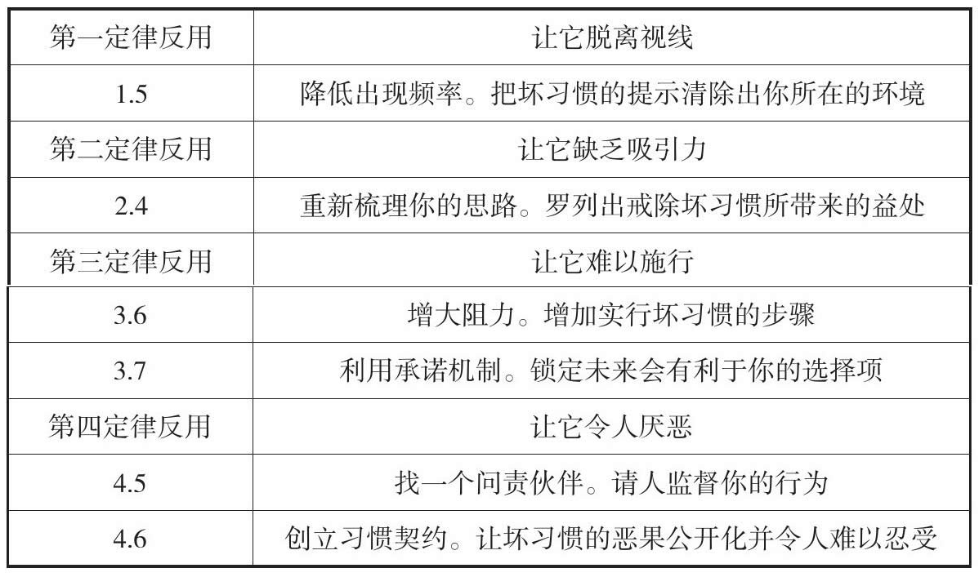 第一定律反用 让它脱离视线
1.5 降低出现频率。把坏习惯的提示清除出你所在的环境
第二定律反用 让它缺乏吸引力
2.4 重新梳理你的思路。罗列出戒除坏习惯所带来的益处
第三定律反用 让它难以施行
3.6 增大阻力。增加实行坏习惯的步骤
3.7 利用承诺机制。锁定未来会有利于你的选择项
第四定律反用 让它令人厌恶
4.5 找一个问责伙伴。请人监督你的行为
4.6 创立习惯契约。让坏习惯的恶果公开化并令人难以忍受